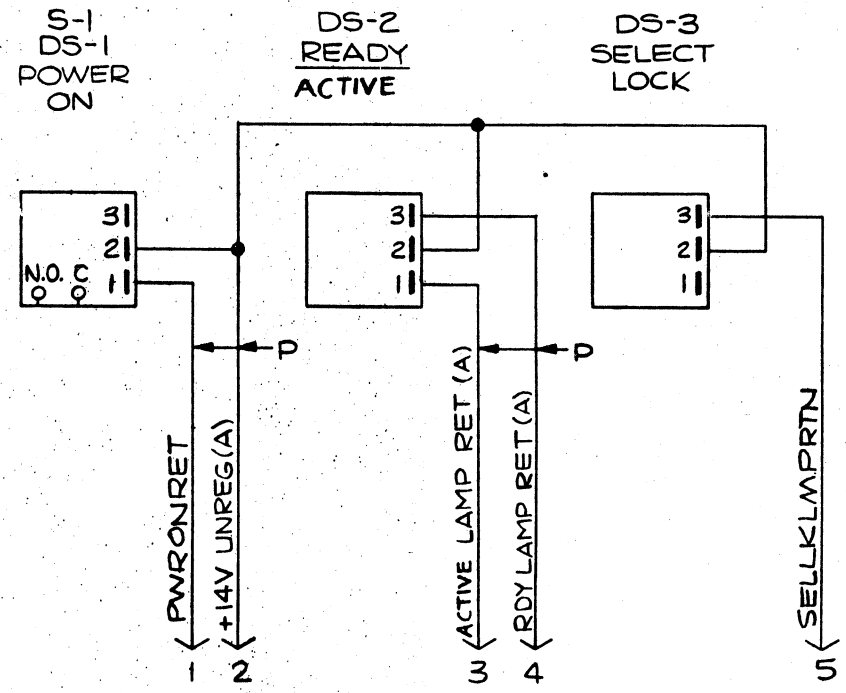 S-1
DS-1
POWER
ON
DS-2
READY
ACTIVE
DS-3
SELECT
LOCK
3
2
1
N.O. C
3
2
1
3
2
1
P
P
PWRONRET
+14V UNREG(A)
ACTIVE LAMP RET (A)
RDY LAMP RET (A)
SELLKLMPRTN
1
2
3
4
5